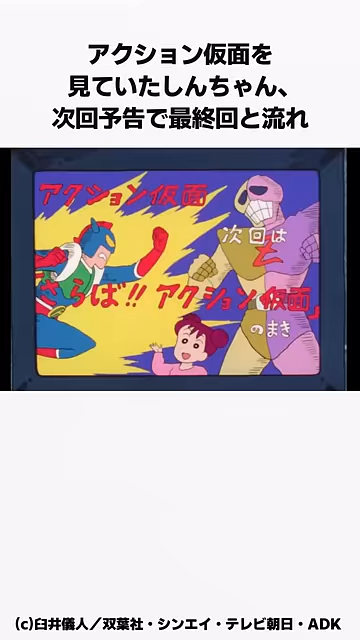 アクション仮面を
見ていたしんちゃん、
次回予告で最終回と流れ
アクション仮面
次回は
「さらば!! アクション仮面」
のまき
(c)臼井儀人／双葉社・シンエイ・テレビ朝日・ADK